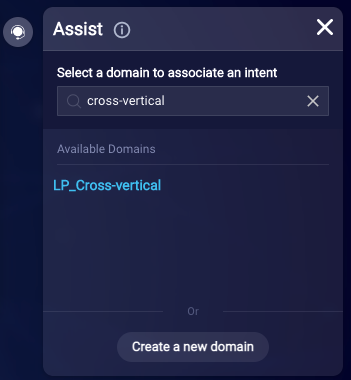 Assist
Select a domain to associate an intent
cross-vertical
Available Domains
LP_Cross-vertical
Or
Create a new domain